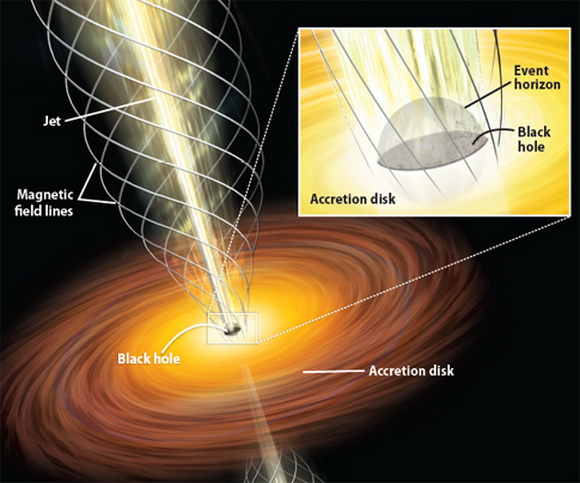 Jet
Magnetic
field lines
Black hole
Accretion disk
Event
horizon
Black
hole
Accretion disk